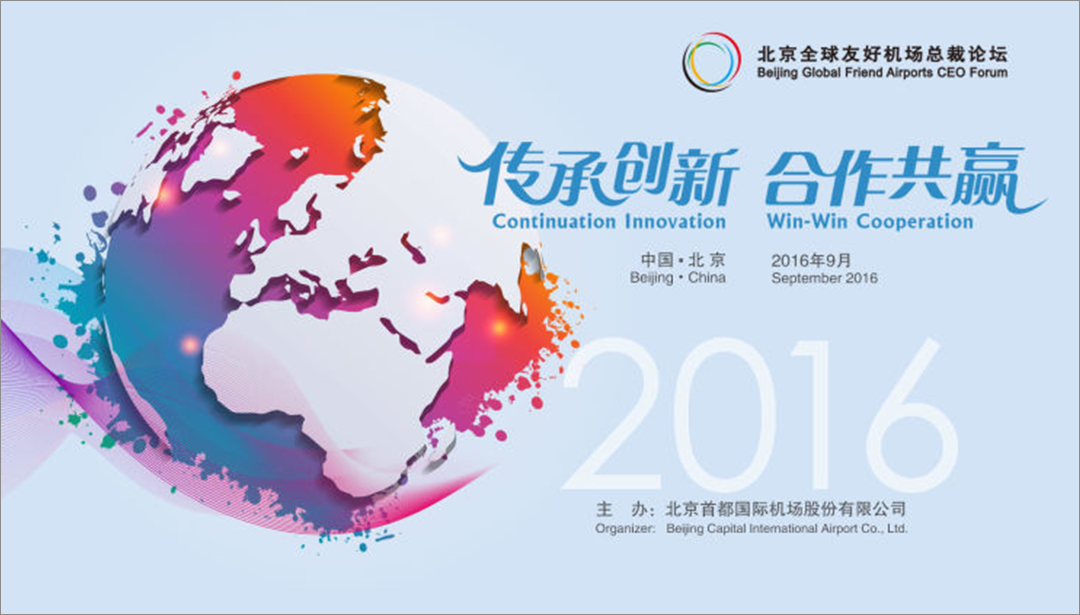 北京全球友好机场总裁论坛
Beijing Global Friend Airports CEO Forum
传承创新 合作共赢
Continuation Innovation Win-Win Cooperation
中国·北京 2016年9月
Beijing·China September 2016
2016
主 办: 北京首都国际机场股份有限公司
Organizer: Beijing Capital International Airport Co., Ltd.